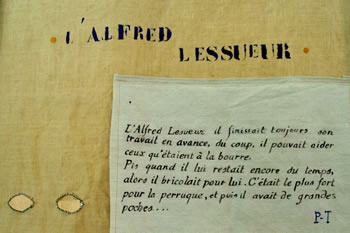 L'ALFRED
LESSUEUR
L'Alfred Lesueur il finissait toujours son
travail en avance, du coup, il pouvait aider
ceux qu'étaient à la bourre.
Pis quand il lui restait encore du temps,
alors il bricolait pour lui. C'était le plus fort
pour la perruque, et puis il avait de grandes
poches...
P-T